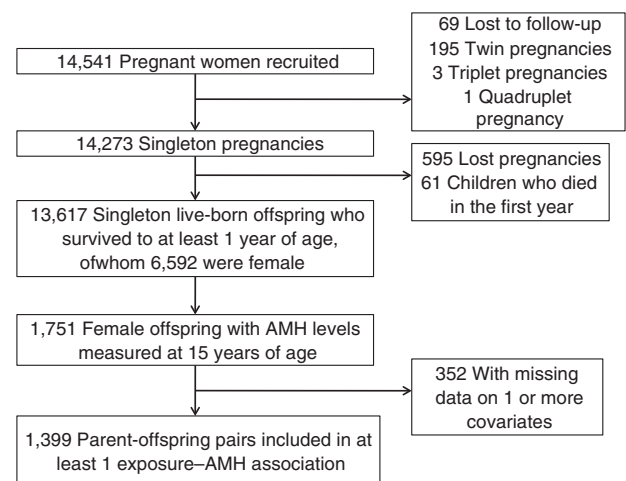 69 Lost to follow-up
195 Twin pregnancies
3 Triplet pregnancies
1 Quadruplet
pregnancy
14,541 Pregnant women recruited
14,273 Singleton pregnancies
595 Lost pregnancies
61 Children who died
in the first year
13,617 Singleton live-born offspring who
survived to at least 1 year of age,
ofwhom 6,592 were female
1,751 Female offspring with AMH levels
measured at 15 years of age
352 With missing
data on 1 or more
covariates
1,399 Parent-offspring pairs included in at
least 1 exposure–AMH association